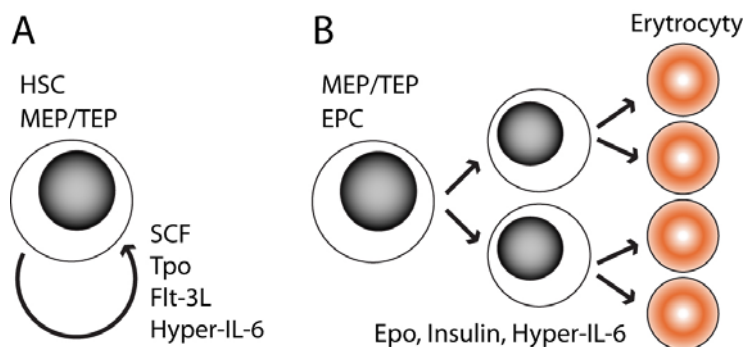 A
HSC
MEP/TEP
SCF
Tpo
Flt-3L
Hyper-IL-6
B
MEP/TEP
EPC
Erytrocyty
Epo, Insulin, Hyper-IL-6